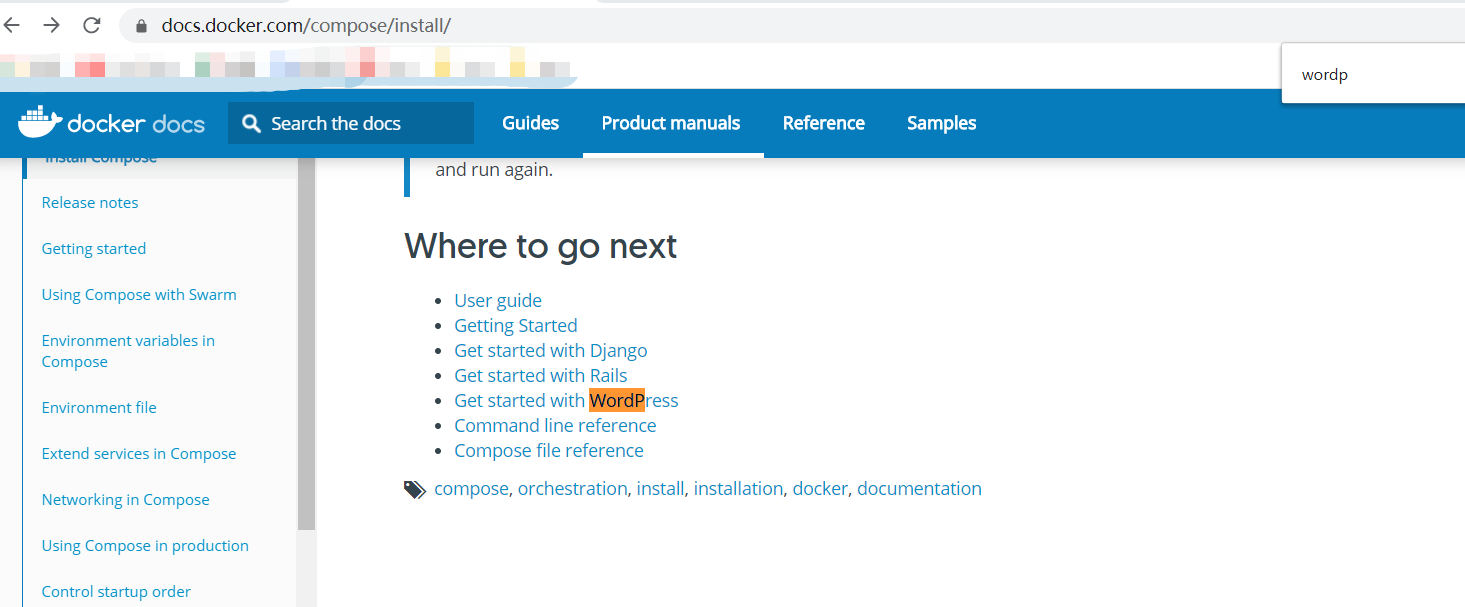 docs.docker.com/compose/install/
wordp
docker docs
Search the docs
Guides
Product manuals
Reference
Samples
Install Compose
Release notes
Getting started
Using Compose with Swarm
Environment variables in
Compose
Environment file
Extend services in Compose
Networking in Compose
Using Compose in production
Control startup order
and run again.
Where to go next
User guide
Getting Started
Get started with Django
Get started with Rails
Get started with WordPress
Command line reference
Compose file reference
compose, orchestration, install, installation, docker, documentation